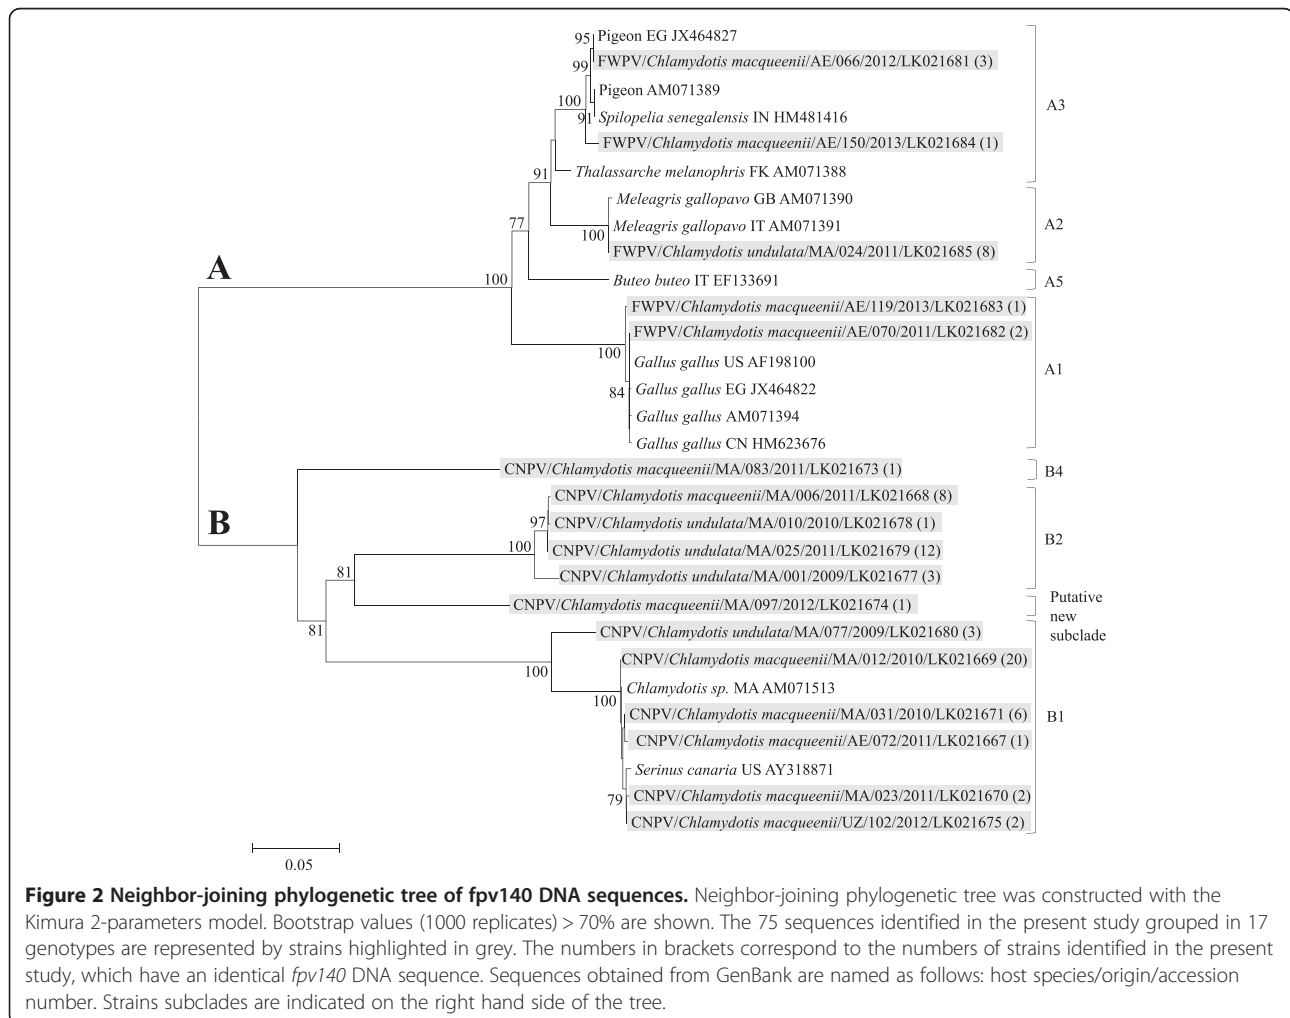 95 Pigeon EG JX464827
FWPV/Chlamydotis macqueenii/AE/066/2012/LK021681 (3)
99
Pigeon AM071389
100
A3
91 Spilopelia senegalensis IN HM481416
FWPV/Chlamydotis macqueenii/AE/150/2013/LK021684 (1)
91
Thalassarche melanophris FK AM071388
Meleagris gallopavo GB AM071390
77
Meleagris gallopavo IT AM071391
A2
100
FWPV/Chlamydotis undulata/MA/024/2011/LK021685 (8)
A
100
Buteo buteo IT EF133691
A5
FWPV/Chlamydotis macqueenii/AE/119/2013/LK021683 (1)
FWPV/Chlamydotis macqueenii/AE/070/2011/LK021682 (2)
100
Gallus gallus US AF198100
A1
84
Gallus gallus EG JX464822
Gallus gallus AM071394
Gallus gallus CN HM623676
CNPV/Chlamydotis macqueenii/MA/083/2011/LK021673 (1)
B4
CNPV/Chlamydotis macqueenii/MA/006/2011/LK021668 (8)
B
97
CNPV/Chlamydotis undulata/MA/010/2010/LK021678 (1)
B2
100
CNPV/Chlamydotis undulata/MA/025/2011/LK021679 (12)
81
CNPV/Chlamydotis undulata/MA/001/2009/LK021677 (3)
CNPV/Chlamydotis macqueenii/MA/097/2012/LK021674 (1)
Putative
new
subclade
81
CNPV/Chlamydotis undulata/MA/077/2009/LK021680 (3)
CNPV/Chlamydotis macqueenii/MA/012/2010/LK021669 (20)
100
Chlamydotis sp. MA AM071513
100
CNPV/Chlamydotis macqueenii/MA/031/2010/LK021671 (6)
B1
CNPV/Chlamydotis macqueenii/AE/072/2011/LK021667 (1)
Serinus canaria US AY318871
79
CNPV/Chlamydotis macqueenii/MA/023/2011/LK021670 (2)
CNPV/Chlamydotis macqueenii/UZ/102/2012/LK021675 (2)
0.05
Figure 2 Neighbor-joining phylogenetic tree of fpv140 DNA sequences. Neighbor-joining phylogenetic tree was constructed with the
Kimura 2-parameters model. Bootstrap values (1000 replicates) > 70% are shown. The 75 sequences identified in the present study grouped in 17
genotypes are represented by strains highlighted in grey. The numbers in brackets correspond to the numbers of strains identified in the present
study, which have an identical fpv140 DNA sequence. Sequences obtained from GenBank are named as follows: host species/origin/accession
number. Strains subclades are indicated on the right hand side of the tree.